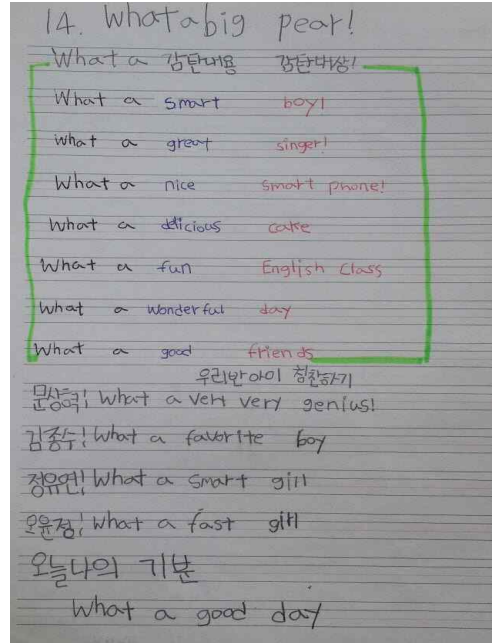 14. What a big pear!
What a 감탄내용 감탄대상!
What a smart boy!
What a great singer!
What a nice smart phone!
What a delicious cake
What a fun English Class
What a wonderful day
What a good friends
우리반아이 칭찬하기
문상혁! What a very very genius!
김종수! What a favorite boy
정유연! What a smart girl
오윤정! What a fast girl
오늘나의 기분
What a good day